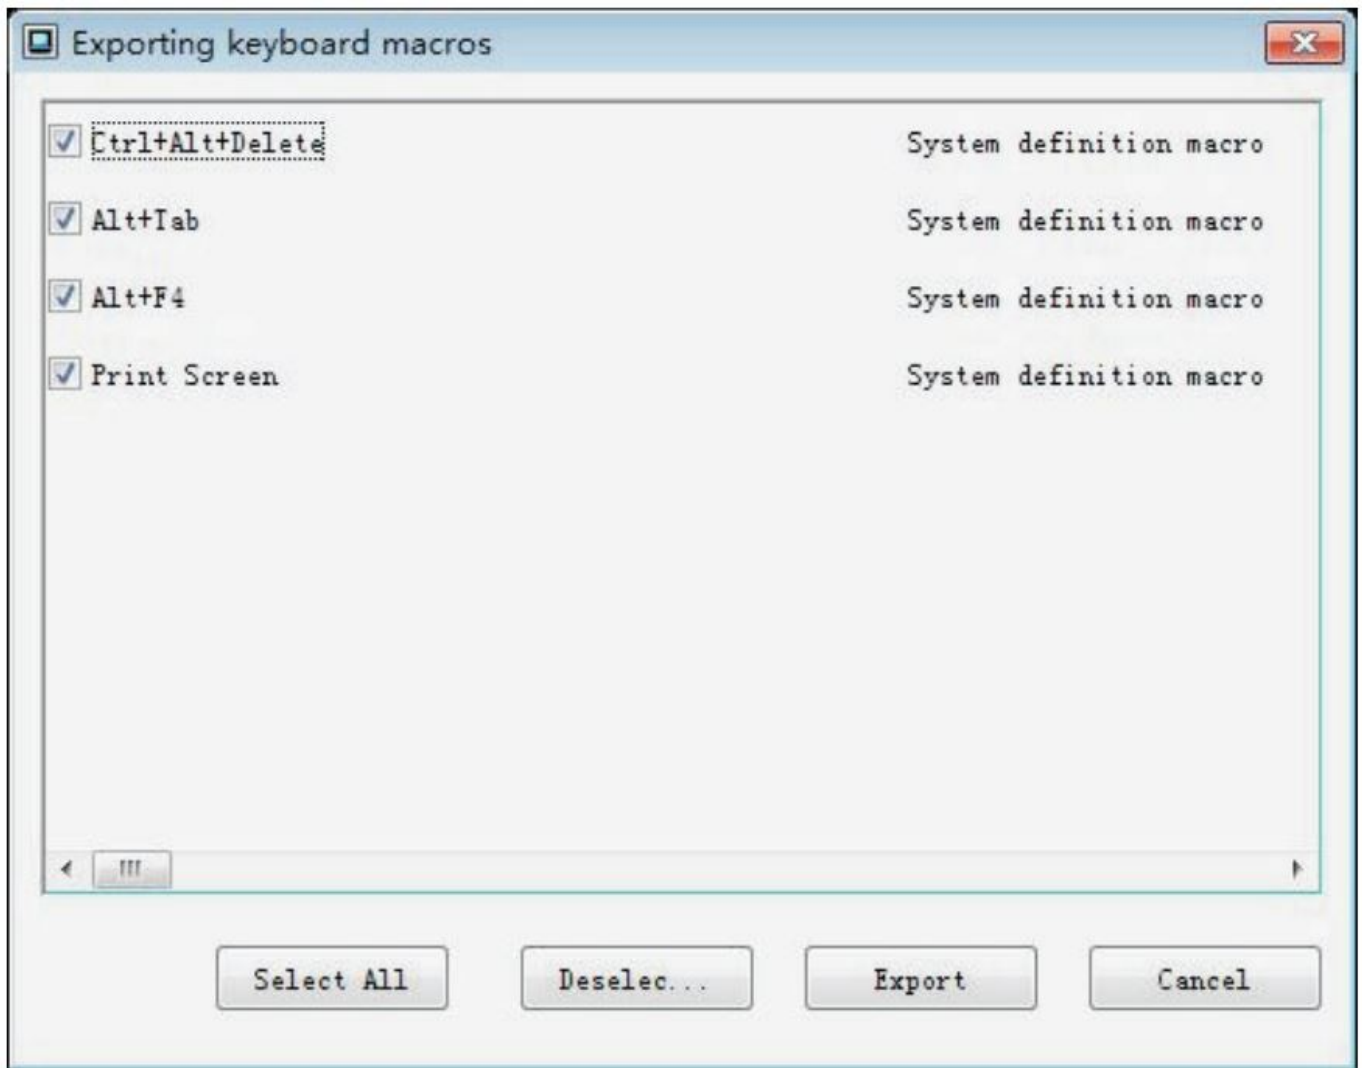 Exporting keyboard macros
Ctrl+Alt+Delete System definition macro
Alt+Tab System definition macro
Alt+F4 System definition macro
Print Screen System definition macro
Select All Deselec... Export Cancel